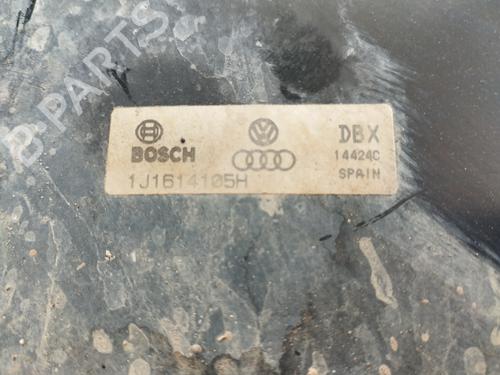 B-PARTS
BOSCH
DBX
14424C
1J1614105H
SPAIN